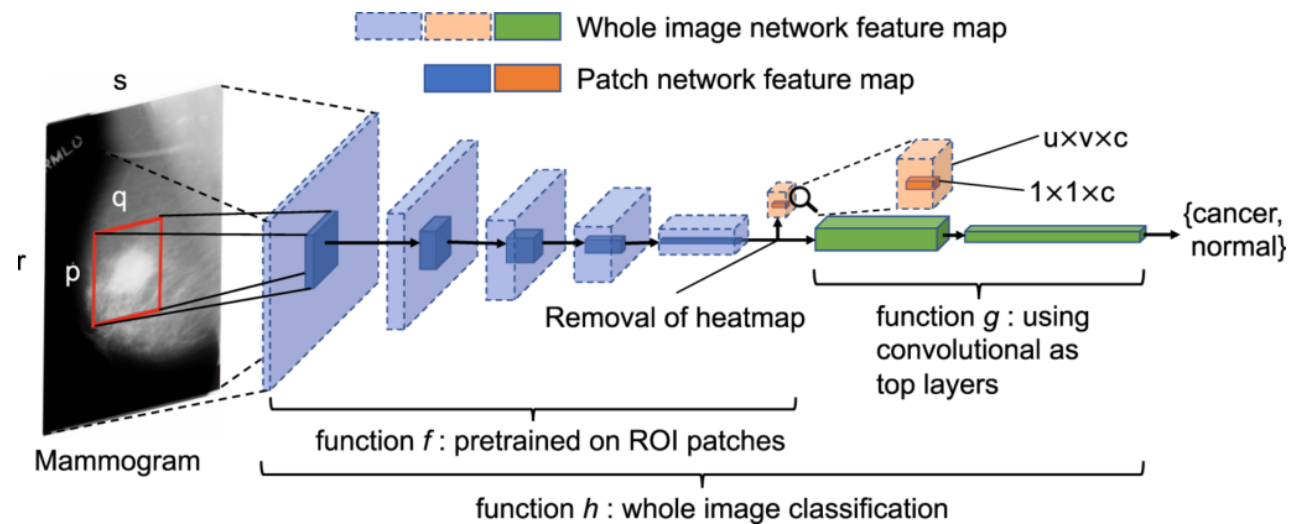 Whole image network feature map
Patch network feature map
s
RMLO
q
r
p
u×v×c
1×1×c
{cancer,
normal}
Removal of heatmap
function g : using
convolutional as
top layers
function f : pretrained on ROI patches
Mammogram
function h : whole image classification